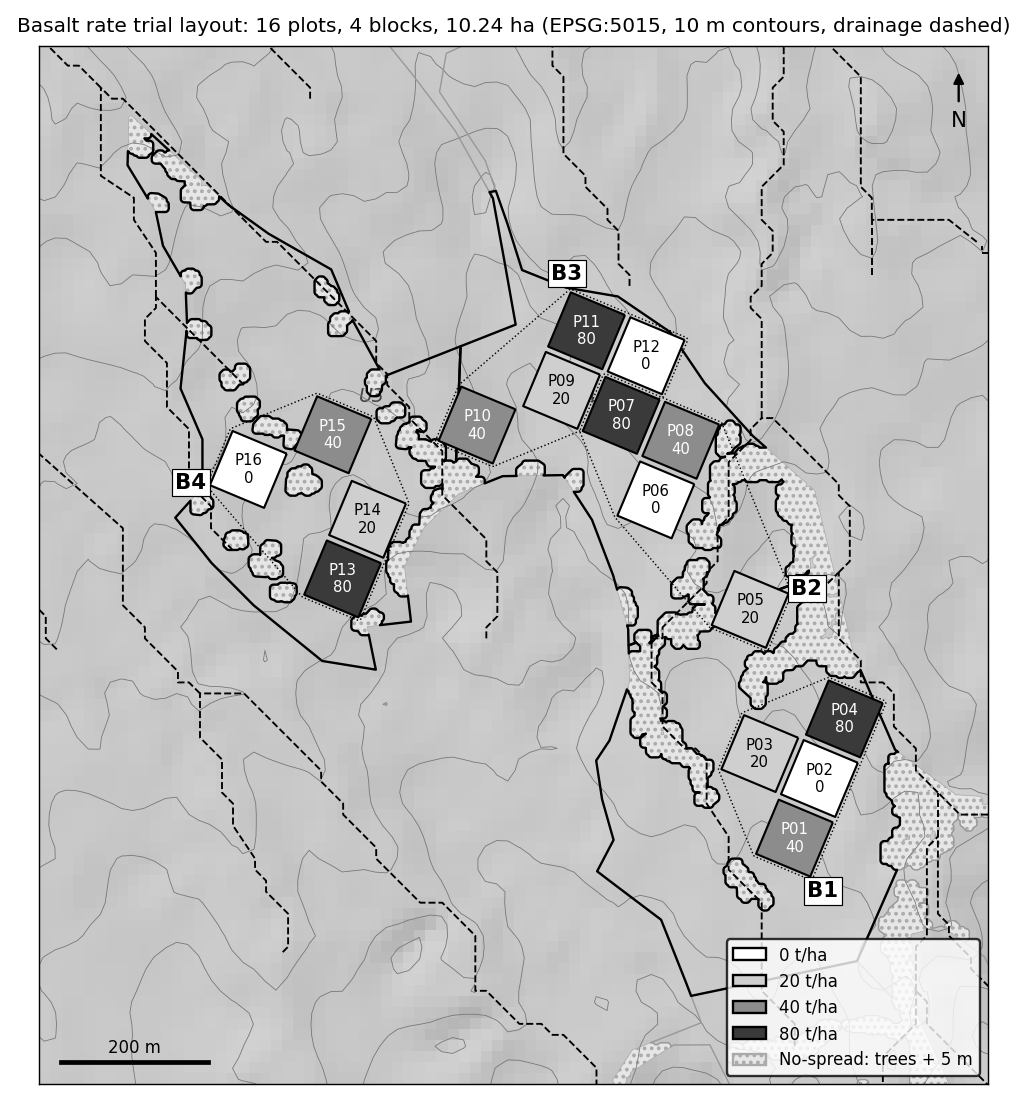 Basalt rate trial layout: 16 plots, 4 blocks, 10.24 ha (EPSG:5015, 10 m contours, drainage dashed)
N
B3
P11
80
P12
0
P09
20
P07
80
P10
40
P08
40
P15
40
P16
0
B4
P06
0
P14
20
P13
80
B2
P05
20
P04
80
P03
20
P02
0
P01
40
B1
0 t/ha
20 t/ha
40 t/ha
80 t/ha
No-spread: trees + 5 m
200 m